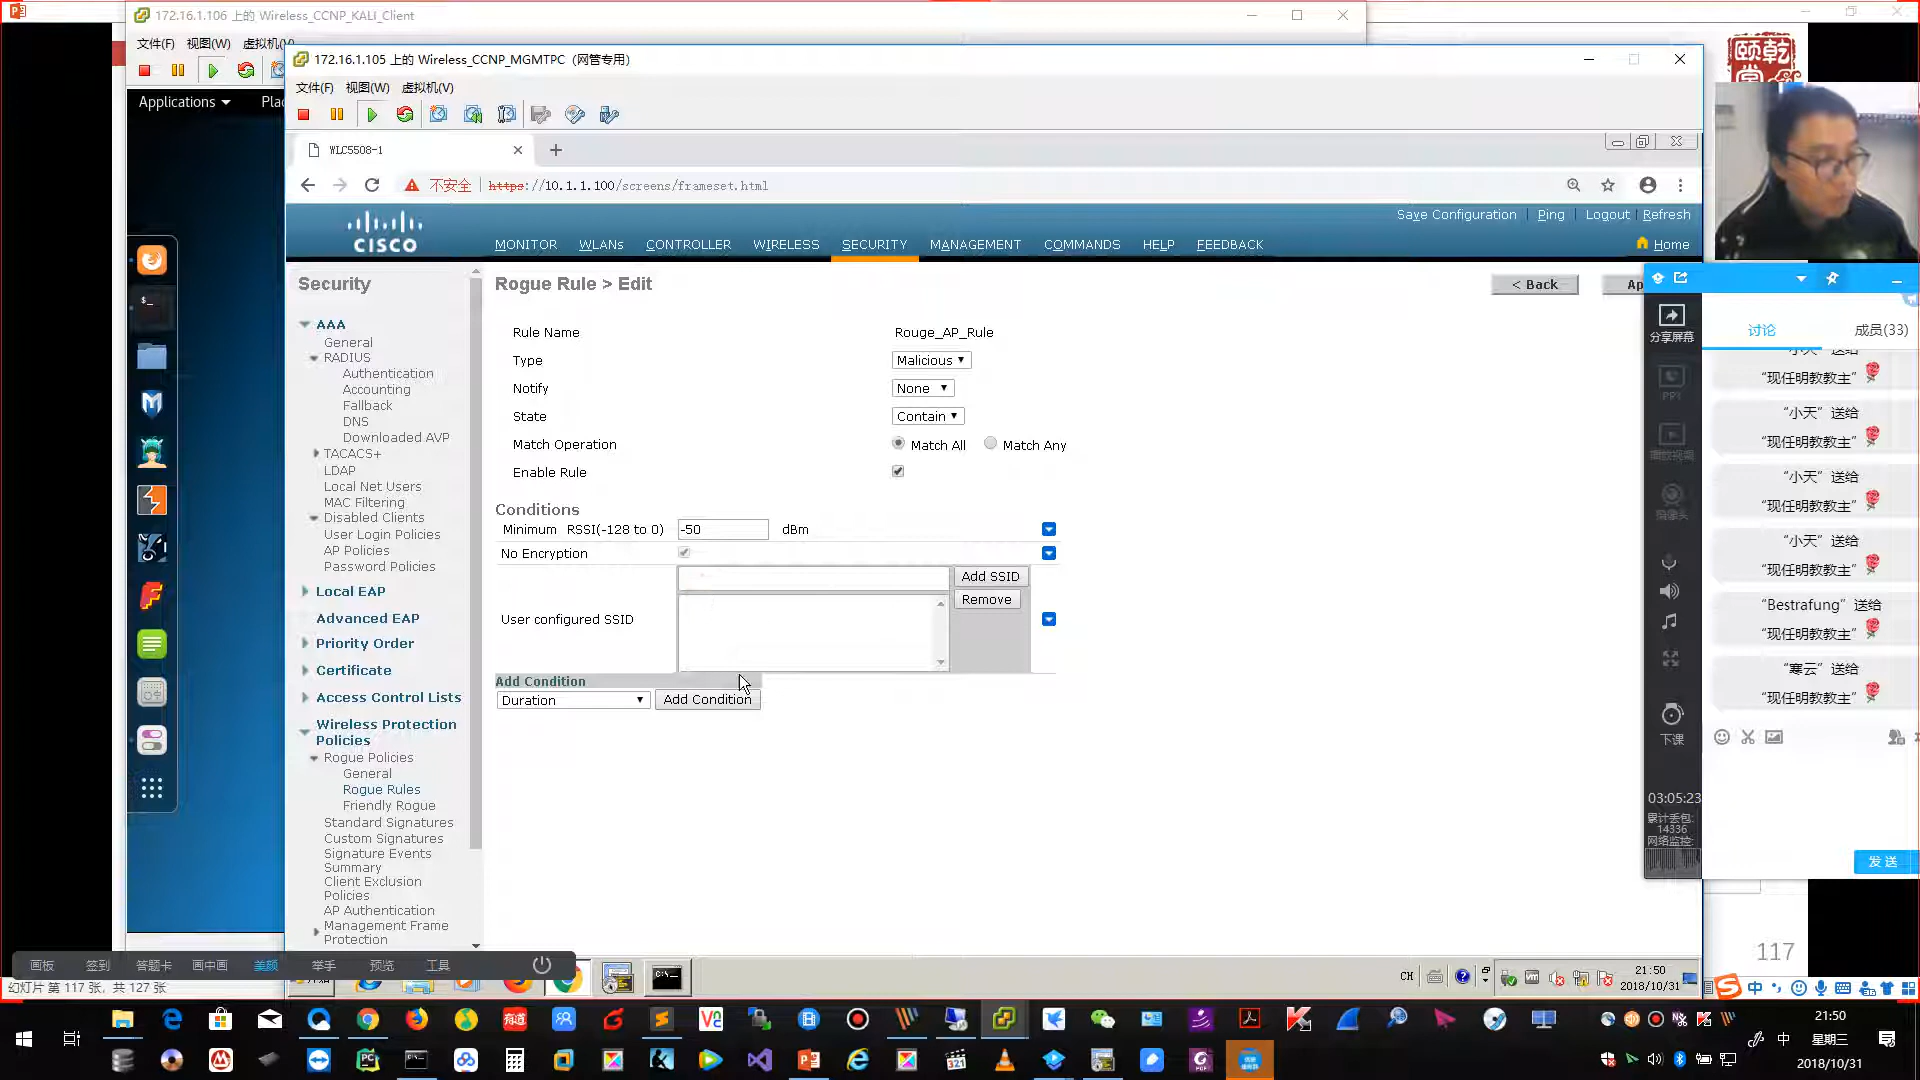 172.16.1.106 上的 Wireless_CCNP_KALI_Client
文件(F) 视图(W) 虚拟机(V)
Applications
172.16.1.105 上的 Wireless_CCNP_MGMTPC (网管专用)
文件(F) 视图(W) 虚拟机(V)
WLC5508-1
不安全 https://10.1.1.100/screens/frameset.html
Save Configuration Ping Logout Refresh
CISCO
MONITOR WLANs CONTROLLER WIRELESS SECURITY MANAGEMENT COMMANDS HELP FEEDBACK
Home
Security
AAA
General
RADIUS
Authentication
Accounting
Fallback
DNS
Downloaded AVP
TACACS+
LDAP
Local Net Users
MAC Filtering
Disabled Clients
User Login Policies
AP Policies
Password Policies
Local EAP
Advanced EAP
Priority Order
Certificate
Access Control Lists
Wireless Protection Policies
Rogue Policies
General
Rogue Rules
Friendly Rogue
Standard Signatures
Custom Signatures
Signature Events
Summary
Client Exclusion
Policies
AP Authentication
Management Frame
Protection
Rogue Rule > Edit
< Back
Rule Name Rouge_AP_Rule
Type Malicious
Notify None
State Contain
Match Operation Match All Match Any
Enable Rule
Conditions
Minimum RSSI(-128 to 0) -50 dBm
No Encryption
User configured SSID Add SSID
Remove
Add Condition
Duration Add Condition
分享屏幕
讨论 成员(33)
“现任明教教主”
“小天” 送给
“现任明教教主”
“小天” 送给
“现任明教教主”
“小天” 送给
“现任明教教主”
“Bestrafung” 送给
“现任明教教主”
“寒云” 送给
“现任明教教主”
下课
03:05:23
累计丢包:
14336
网络监控:
发送
117
画板 签到 答题卡 画中画 美颜 举手 预览 工具
幻灯片 第 117 张, 共 127 张
CH
21:50
2018/10/31
中
21:50
星期三
2018/10/31
中